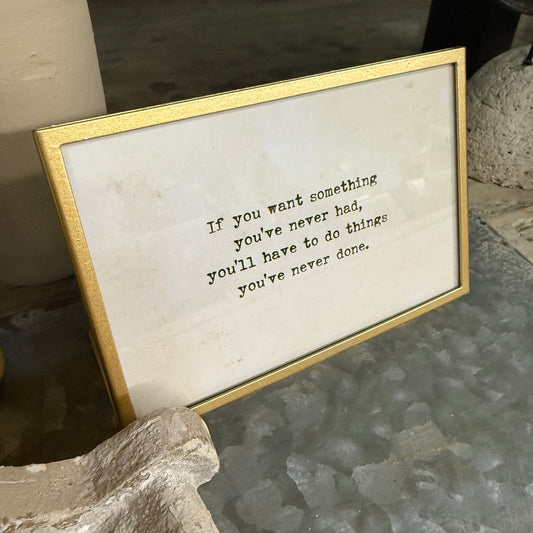 If you want something
you've never had,
you'll have to do things
you've never done.